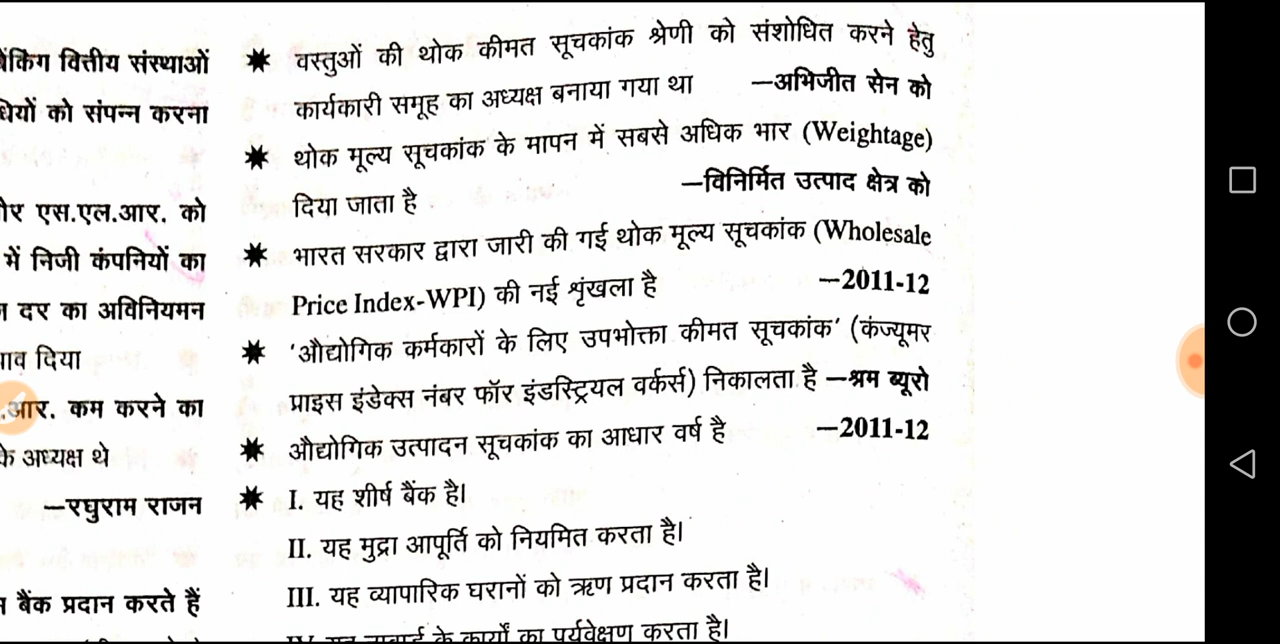 वित्तीय संस्थाओं
को संपन्न करना
एस.एल.आर. को
में निजी कंपनियों का
दर का अविनियमन
दिया
आर. कम करने का
के अध्यक्ष थे
—रघुराम राजन
बैंक प्रदान करते हैं
✷ वस्तुओं की थोक कीमत सूचकांक श्रेणी को संशोधित करने हेतु
कार्यकारी समूह का अध्यक्ष बनाया गया था —अभिजीत सेन को
✷ थोक मूल्य सूचकांक के मापन में सबसे अधिक भार (Weightage)
दिया जाता है —विनिर्मित उत्पाद क्षेत्र को
✷ भारत सरकार द्वारा जारी की गई थोक मूल्य सूचकांक (Wholesale
Price Index-WPI) की नई शृंखला है —2011-12
✷ 'औद्योगिक कर्मकारों के लिए उपभोक्ता कीमत सूचकांक' (कंज्यूमर
प्राइस इंडेक्स नंबर फॉर इंडस्ट्रियल वर्कर्स) निकालता है —श्रम ब्यूरो
✷ औद्योगिक उत्पादन सूचकांक का आधार वर्ष है —2011-12
✷ I. यह शीर्ष बैंक है।
II. यह मुद्रा आपूर्ति को नियमित करता है।
III. यह व्यापारिक घरानों को ऋण प्रदान करता है।
के कार्यों का पर्यवेक्षण करता है।